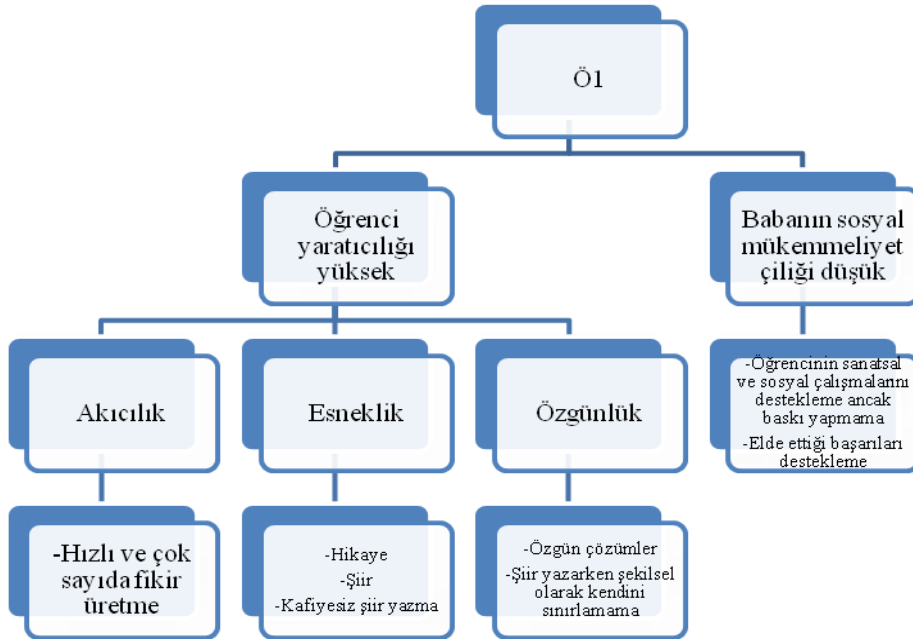 Ö1
Öğrenci
yaratıcılığı
yüksek
Babanın sosyal
mükemmeliyet
çiliği düşük
Akıcılık
Esneklik
Özgünlük
-Öğrencinin sanatsal
ve sosyal çalışmalarını
destekleme ancak
baskı yapmama
-Elde ettiği başarıları
destekleme
-Hızlı ve çok
sayıda fikir
üretme
-Hikaye
-Şiir
-Kafiyesiz şiir yazma
-Özgün çözümler
-Şiir yazarken şekilsel
olarak kendini
sınırlamama